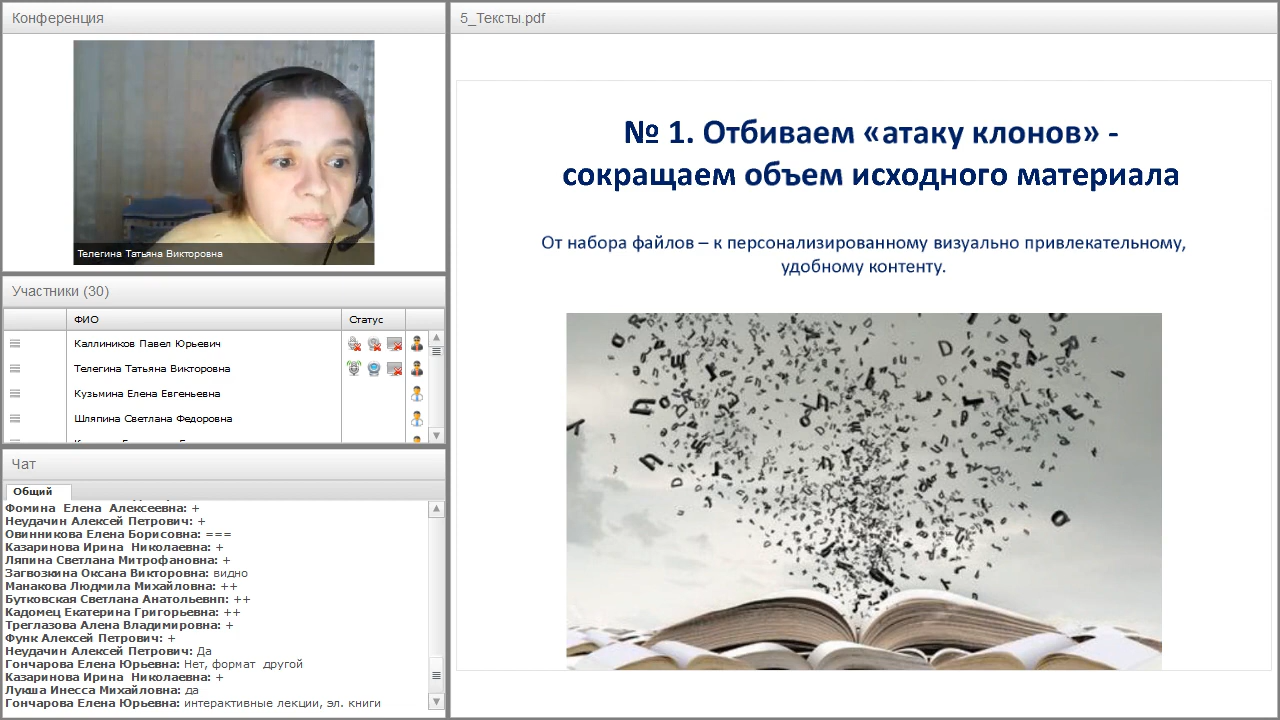 Конференция
Телегина Татьяна Викторовна
Участники (30)
ФИО
Статус
Каллиников Павел Юрьевич
Телегина Татьяна Викторовна
Кузьмина Елена Евгеньевна
Шляпина Светлана Федоровна
Чат
Общий
Фомина Елена Алексеевна: +
Неудачин Алексей Петрович: +
Овинникова Елена Борисовна: ===
Казаринова Ирина Николаевна: +
Ляпина Светлана Митрофановна: +
Загвозкина Оксана Викторовна: видно
Манакова Людмила Михайловна: ++
Бутковская Светлана Анатольевнп: ++
Кадомец Екатерина Григорьевна: ++
Треглазова Алена Владимировна: +
Функ Алексей Петрович: +
Неудачин Алексей Петрович: Да
Гончарова Елена Юрьевна: Нет, формат другой
Казаринова Ирина Николаевна: +
Лукша Инесса Михайловна: да
Гончарова Елена Юрьевна: интерактивные лекции, эл. книги
5_Тексты.pdf
№ 1. Отбиваем «атаку клонов» -
сокращаем объем исходного материала
От набора файлов – к персонализированному визуально привлекательному,
удобному контенту.